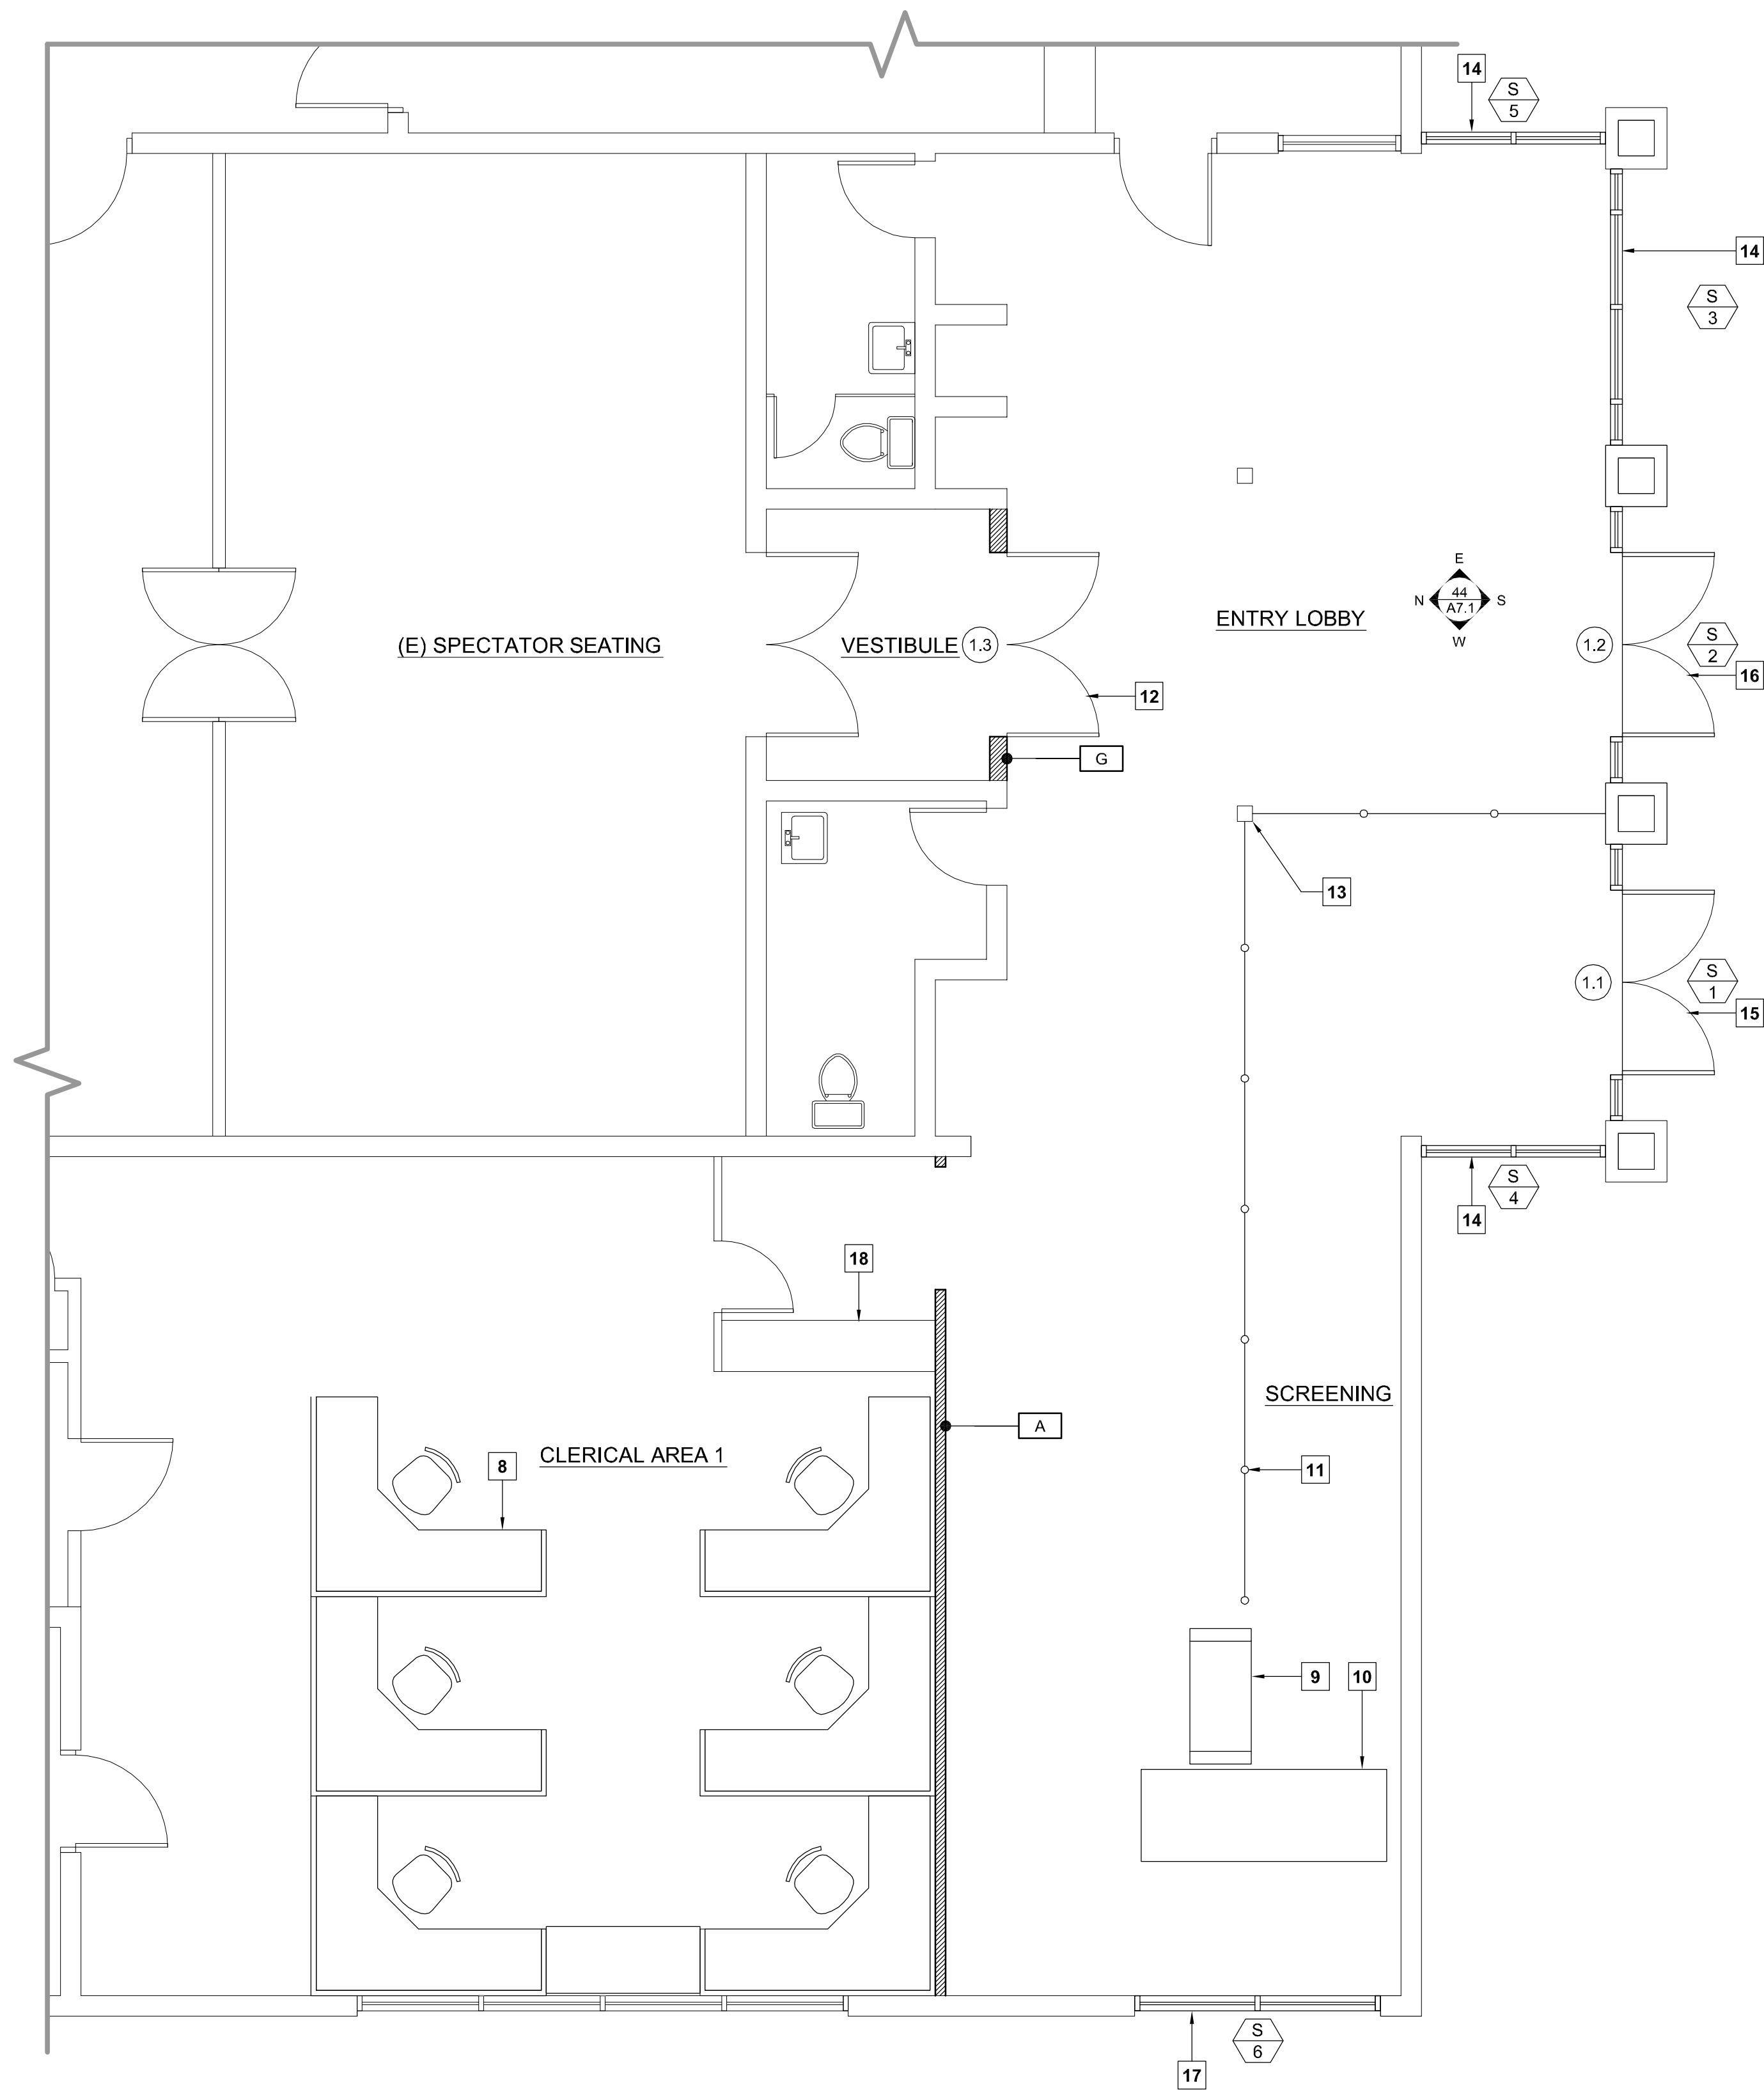 14
S
5
14
S
3
E
N
44
A7.1
S
W
ENTRY LOBBY
(E) SPECTATOR SEATING
VESTIBULE
1.3
1.2
S
2
16
12
G
13
1.1
S
1
15
S
4
14
18
SCREENING
A
CLERICAL AREA 1
8
11
9
10
S
6
17